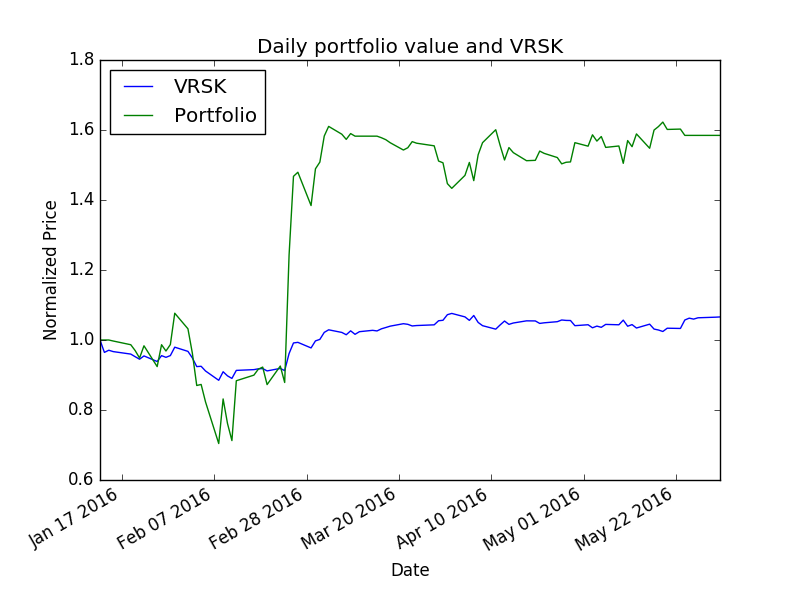 Daily portfolio value and VRSK
1.8
1.6
1.4
1.2
1.0
0.8
0.6
Normalized Price
VRSK
Portfolio
Jan 17 2016
Feb 07 2016
Feb 28 2016
Mar 20 2016
Apr 10 2016
May 01 2016
May 22 2016
Date